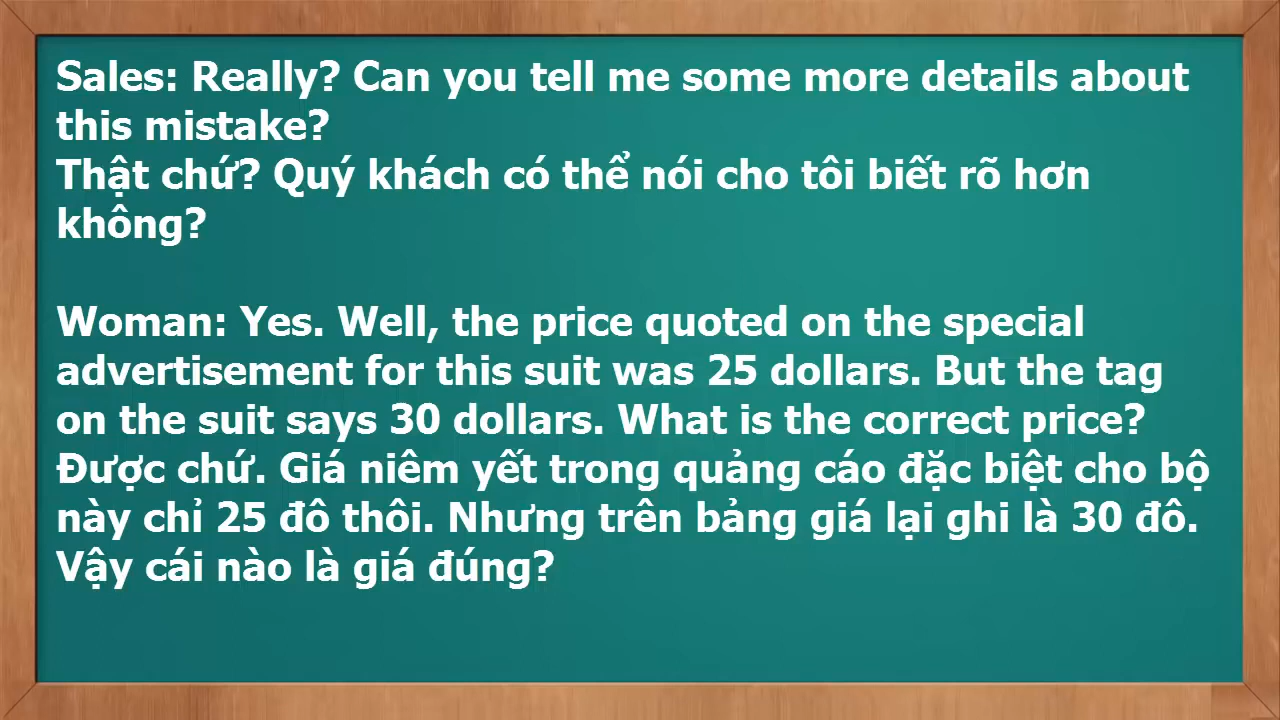 Sales: Really? Can you tell me some more details about
this mistake?
Thật chứ? Quý khách có thể nói cho tôi biết rõ hơn
không?
Woman: Yes. Well, the price quoted on the special
advertisement for this suit was 25 dollars. But the tag
on the suit says 30 dollars. What is the correct price?
Được chứ. Giá niêm yết trong quảng cáo đặc biệt cho bộ
này chỉ 25 đô thôi. Nhưng trên bảng giá lại ghi là 30 đô.
Vậy cái nào là giá đúng?